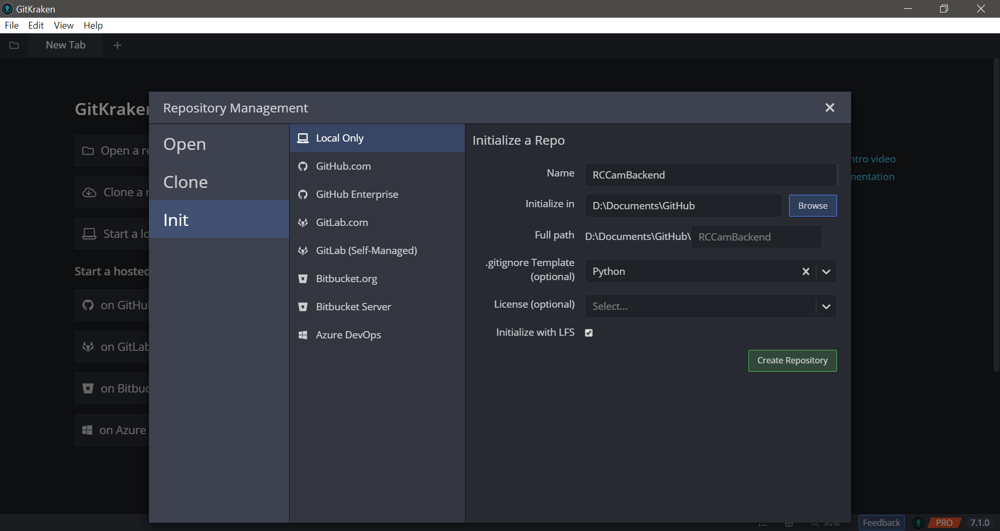 GitKraken
File Edit View Help
New Tab
GitKraken
Repository Management
Open
Clone
Init
Local Only
GitHub.com
GitHub Enterprise
GitLab.com
GitLab (Self-Managed)
Bitbucket.org
Bitbucket Server
Azure DevOps
Initialize a Repo
Name RCCamBackend
Initialize in D:\Documents\GitHub Browse
Full path D:\Documents\GitHub\ RCCamBackend
.gitignore Template
(optional) Python
License (optional) Select...
Initialize with LFS
Create Repository
Open a re
Clone a r
Start a lo
Start a hosted
on GitHu
on GitLab
on Bitbuc
on Azure
ntro video
mentation
Feedback PRO 7.1.0